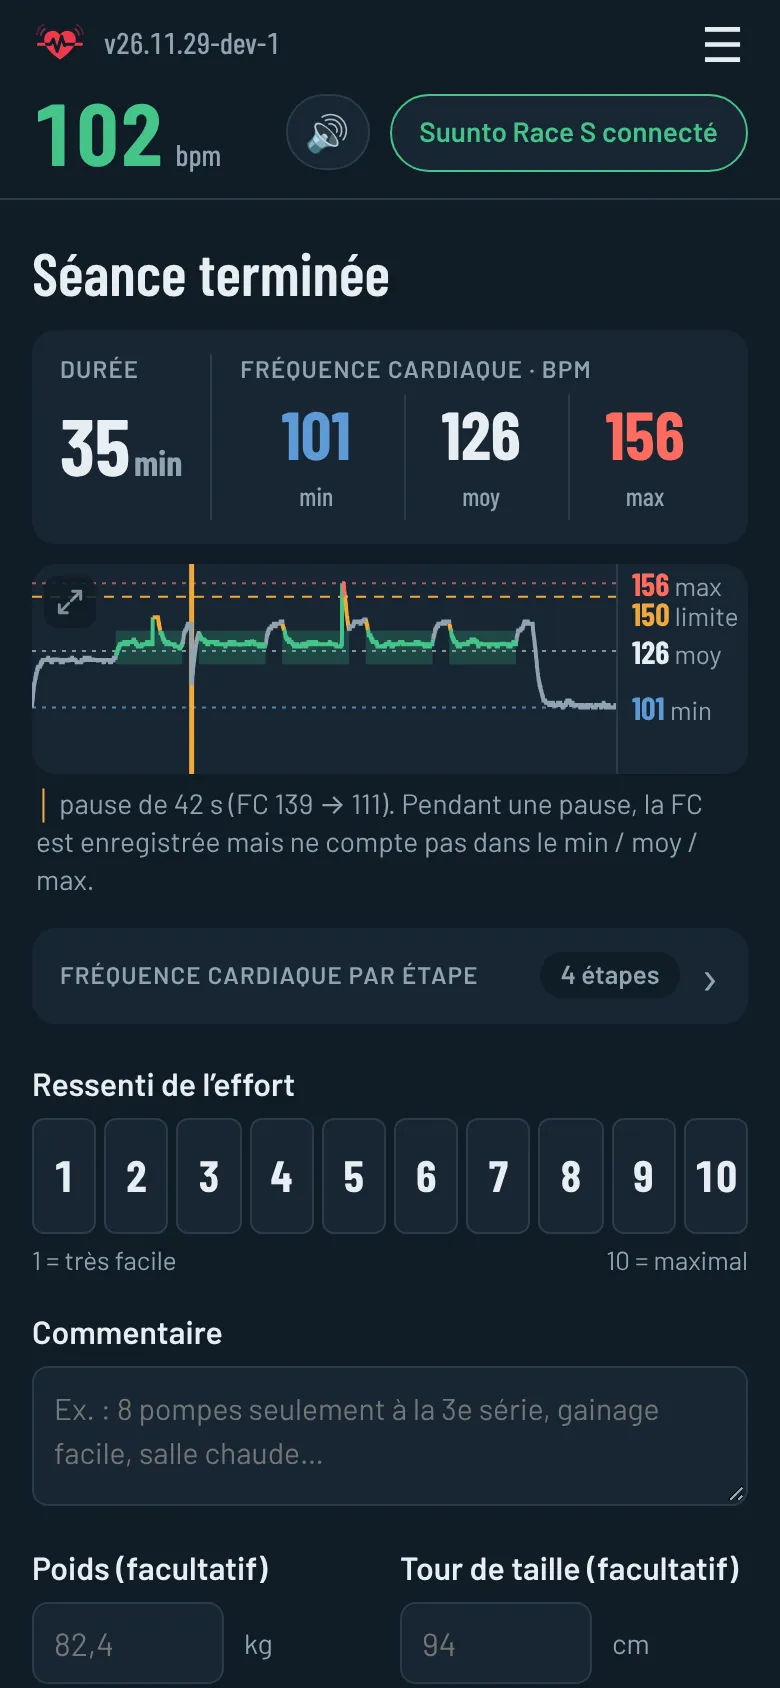 v26.11.29-dev-1
102 bpm
Suunto Race S connecté
Séance terminée
DURÉE
35 min
FRÉQUENCE CARDIAQUE · BPM
101
min
126
moy
156
max
156 max
150 limite
126 moy
101 min
pause de 42 s (FC 139 → 111). Pendant une pause, la FC
est enregistrée mais ne compte pas dans le min / moy /
max.
FRÉQUENCE CARDIAQUE PAR ÉTAPE
4 étapes
Ressenti de l’effort
1 2 3 4 5 6 7 8 9 10
1 = très facile
10 = maximal
Commentaire
Ex. : 8 pompes seulement à la 3e série, gainage
facile, salle chaude…
Poids (facultatif)
82,4 kg
Tour de taille (facultatif)
94 cm